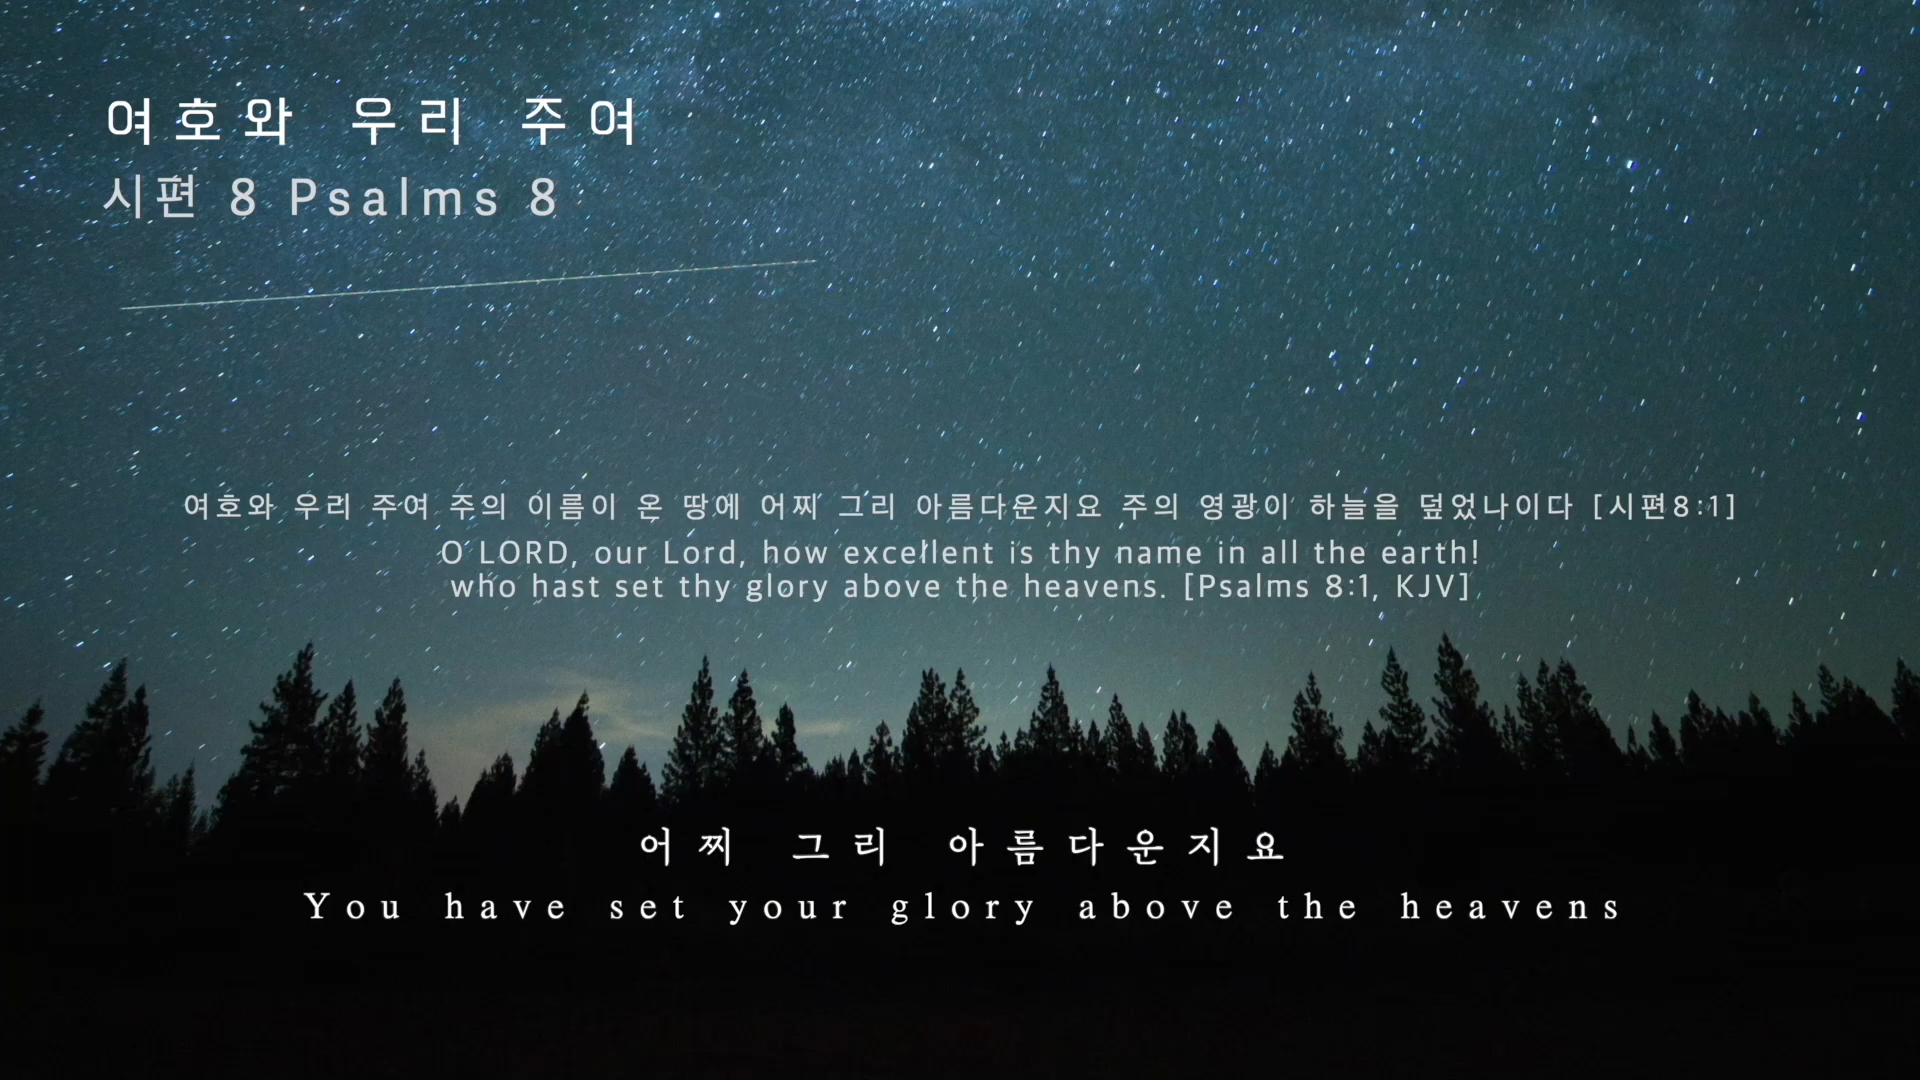 여호와 우리 주여
시편 8 Psalms 8
여호와 우리 주여 주의 이름이 온 땅에 어찌 그리 아름다운지요 주의 영광이 하늘을 덮었나이다 [시편8:1]
O LORD, our Lord, how excellent is thy name in all the earth!
who hast set thy glory above the heavens. [Psalms 8:1, KJV]
어찌 그리 아름다운지요
You have set your glory above the heavens